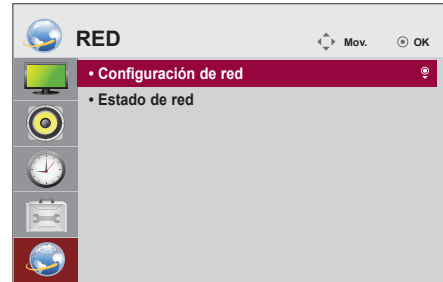 RED
Mov. OK
• Configuración de red
• Estado de red